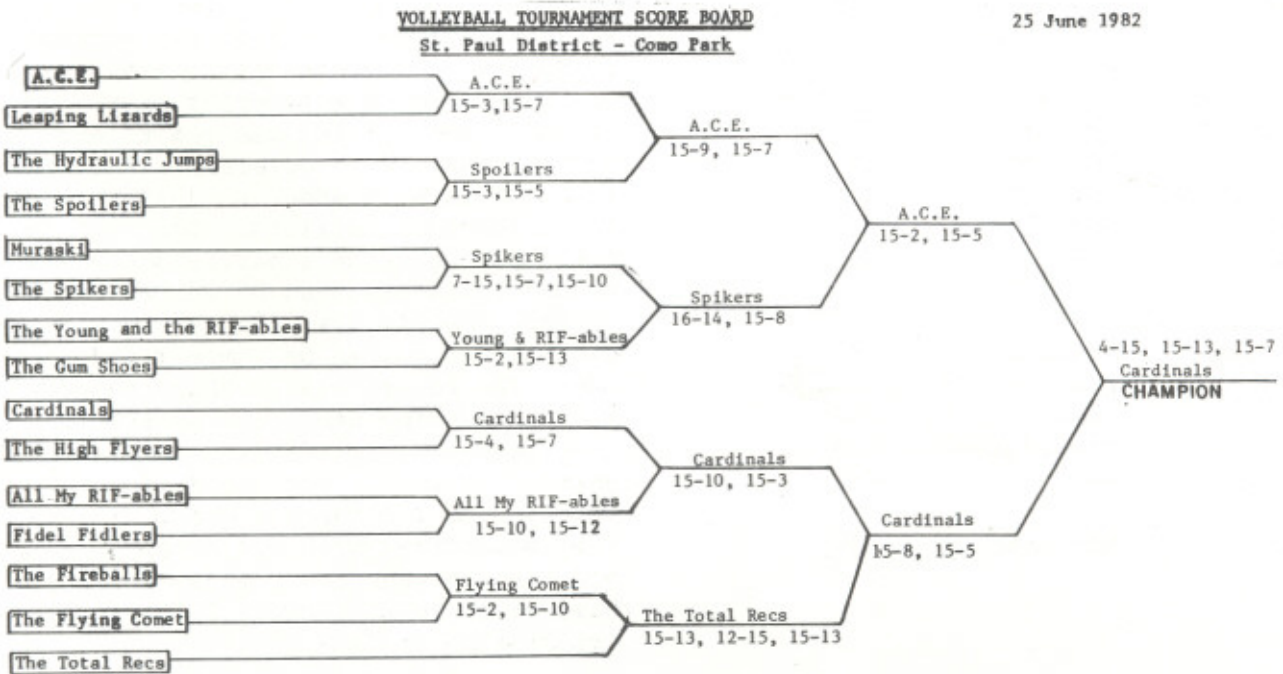 VOLLEYBALL TOURNAMENT SCORE BOARD
25 June 1982
St. Paul District - Como Park
A.C.E.
Leaping Lizards
The Hydraulic Jumps
The Spoilers
Muraski
The Spikers
The Young and the RIF-ables
The Gum Shoes
Cardinals
The High Flyers
All My RIF-ables
Fidel Fidlers
The Fireballs
The Flying Comet
The Total Recs
A.C.E.
15-3,15-7
Spoilers
15-3,15-5
Spikers
7-15,15-7,15-10
Young & RIF-ables
15-2,15-13
Cardinals
15-4, 15-7
All My RIF-ables
15-10, 15-12
Flying Comet
15-2, 15-10
A.C.E.
15-9, 15-7
Spikers
16-14, 15-8
Cardinals
15-10, 15-3
The Total Recs
15-13, 12-15, 15-13
A.C.E.
15-2, 15-5
Cardinals
15-8, 15-5
4-15, 15-13, 15-7
Cardinals
CHAMPION